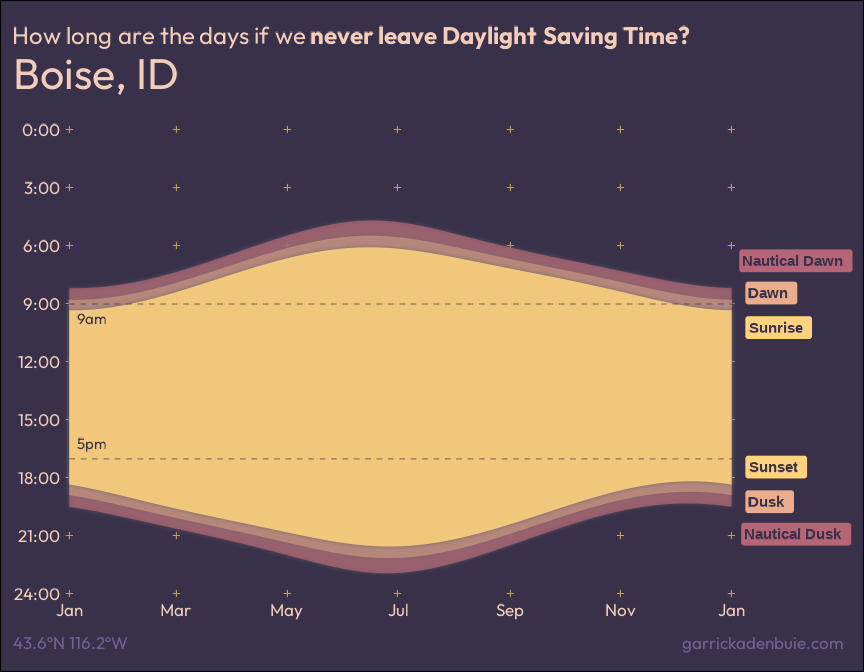 How long are the days if we never leave Daylight Saving Time?
Boise, ID
0:00
3:00
6:00
Nautical Dawn
Dawn
9:00
9am
Sunrise
12:00
15:00
5pm
Sunset
18:00
Dusk
21:00
Nautical Dusk
24:00
Jan Mar May Jul Sep Nov Jan
43.6°N 116.2°W
garrickadenbuie.com